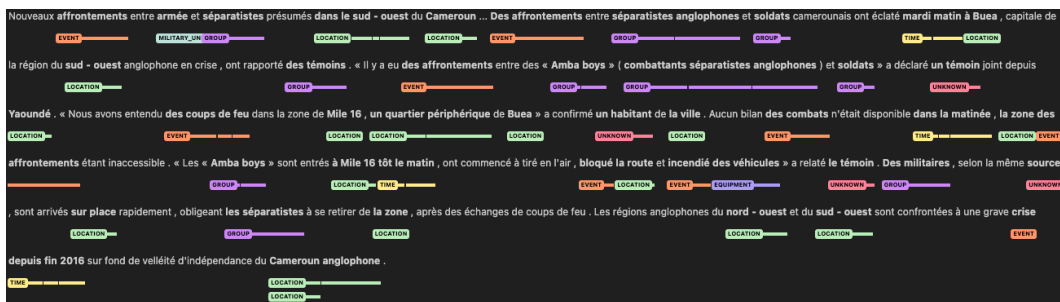 Nouveaux affrontements entre armée et séparatistes présumés dans le sud - ouest du Cameroun ... Des affrontements entre séparatistes anglophones et soldats camerounais ont éclaté mardi matin à Buea , capitale de
EVENT MILITARY_UN GROUP LOCATION LOCATION EVENT GROUP GROUP TIME LOCATION
la région du sud - ouest anglophone en crise , ont rapporté des témoins . « Il y a eu des affrontements entre des « Amba boys » ( combattants séparatistes anglophones ) et soldats » a déclaré un témoin joint depuis
LOCATION GROUP EVENT GROUP GROUP GROUP UNKNOWN
Yaoundé . « Nous avons entendu des coups de feu dans la zone de Mile 16 , un quartier périphérique de Buea » a confirmé un habitant de la ville . Aucun bilan des combats n'était disponible dans la matinée , la zone des
LOCATION EVENT LOCATION LOCATION LOCATION UNKNOWN LOCATION EVENT TIME LOCATION EVENT
affrontements étant inaccessible . « Les « Amba boys » sont entrés à Mile 16 tôt le matin , ont commencé à tiré en l'air , bloqué la route et incendié des véhicules » a relaté le témoin . Des militaires , selon la même source
GROUP LOCATION TIME EVENT LOCATION EVENT EQUIPMENT UNKNOWN GROUP UNKNOWN
, sont arrivés sur place rapidement , obligeant les séparatistes à se retirer de la zone , après des échanges de coups de feu . Les régions anglophones du nord - ouest et du sud - ouest sont confrontées à une grave crise
LOCATION GROUP LOCATION LOCATION LOCATION EVENT
depuis fin 2016 sur fond de velléité d'indépendance du Cameroun anglophone .
TIME LOCATION
LOCATION